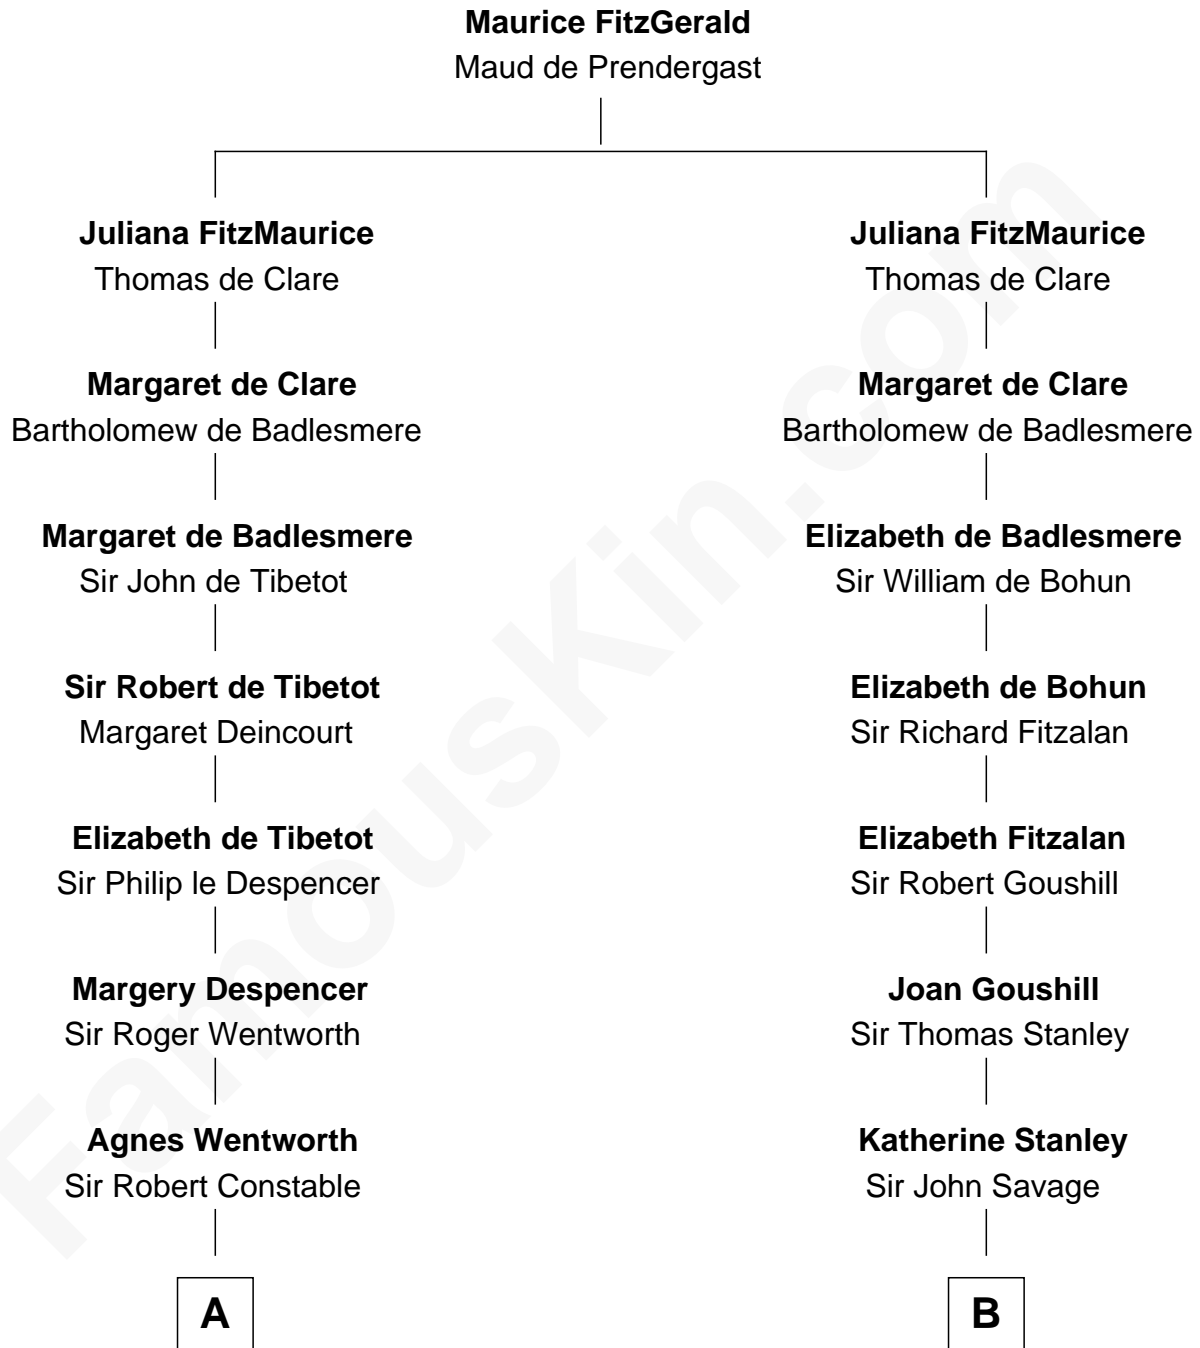 Maurice FitzGerald
Maud de Prendergast
Juliana FitzMaurice
Thomas de Clare
Margaret de Clare
Bartholomew de Badlesmere
Margaret de Badlesmere
Sir John de Tibetot
Sir Robert de Tibetot
Margaret Deincourt
Elizabeth de Tibetot
Sir Philip le Despencer
Margery Despencer
Sir Roger Wentworth
Agnes Wentworth
Sir Robert Constable
A
Juliana FitzMaurice
Thomas de Clare
Margaret de Clare
Bartholomew de Badlesmere
Elizabeth de Badlesmere
Sir William de Bohun
Elizabeth de Bohun
Sir Richard Fitzalan
Elizabeth Fitzalan
Sir Robert Goushill
Joan Goushill
Sir Thomas Stanley
Katherine Stanley
Sir John Savage
B
FamousKin.com